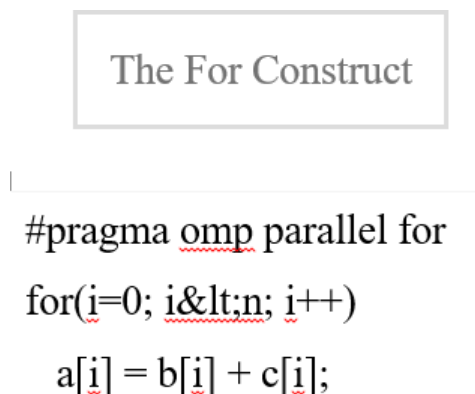 The For Construct
#pragma omp parallel for
for(i=0; i&lt;n; i++)
a[i] = b[i] + c[i];